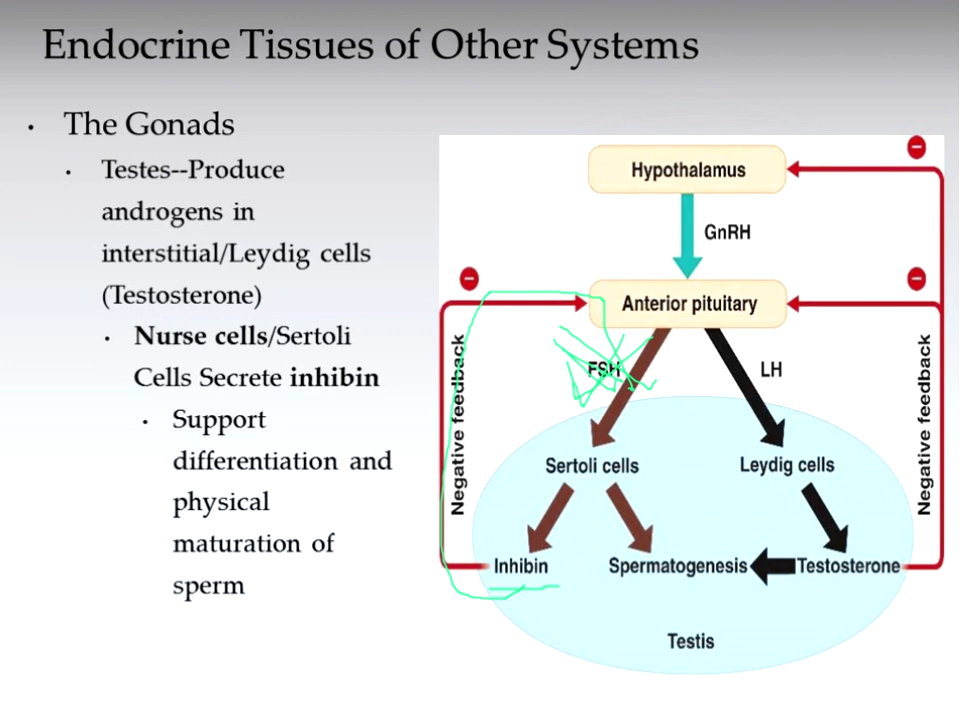 Endocrine Tissues of Other Systems
• The Gonads
• Testes--Produce
androgens in
interstitial/Leydig cells
(Testosterone)
• Nurse cells/Sertoli
Cells Secrete inhibin
• Support
differentiation and
physical
maturation of
sperm
Hypothalamus
GnRH
Anterior pituitary
FSH
LH
Negative feedback
Negative feedback
Sertoli cells
Leydig cells
Inhibin
Spermatogenesis
Testosterone
Testis